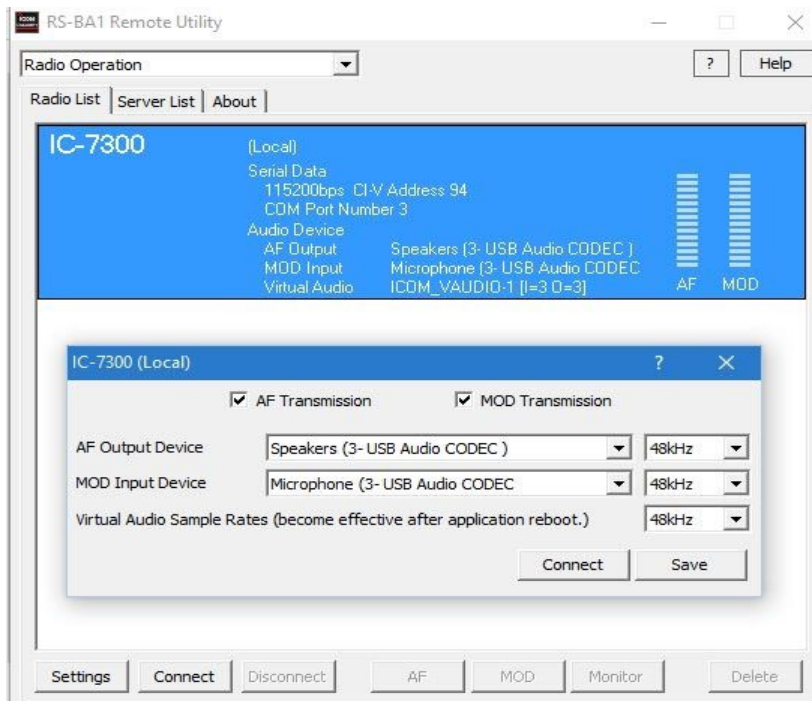 RS-BA1 Remote Utility
Radio Operation
? Help
Radio List Server List About
IC-7300 (Local)
Serial Data
115200bps CI-V Address 94
COM Port Number 3
Audio Device
AF Output Speakers (3- USB Audio CODEC )
MOD Input Microphone (3- USB Audio CODEC
Virtual Audio ICOM_VAUDIO-1 [I=3 O=3]
AF MOD
IC-7300 (Local) ?
AF Transmission MOD Transmission
AF Output Device Speakers (3- USB Audio CODEC ) 48kHz
MOD Input Device Microphone (3- USB Audio CODEC 48kHz
Virtual Audio Sample Rates (become effective after application reboot.) 48kHz
Connect Save
Settings Connect Disconnect AF MOD Monitor Delete